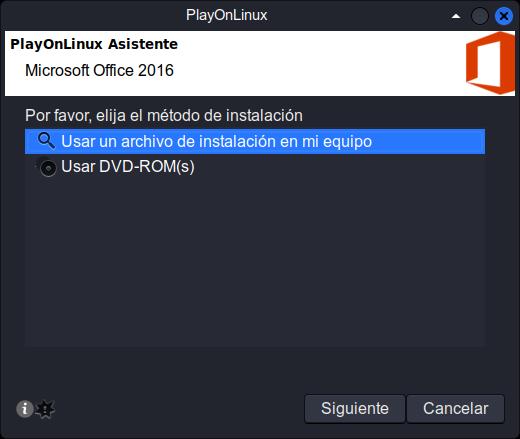 PlayOnLinux
PlayOnLinux Asistente
Microsoft Office 2016
Por favor, elija el método de instalación
Usar un archivo de instalación en mi equipo
Usar DVD-ROM(s)
Siguiente
Cancelar